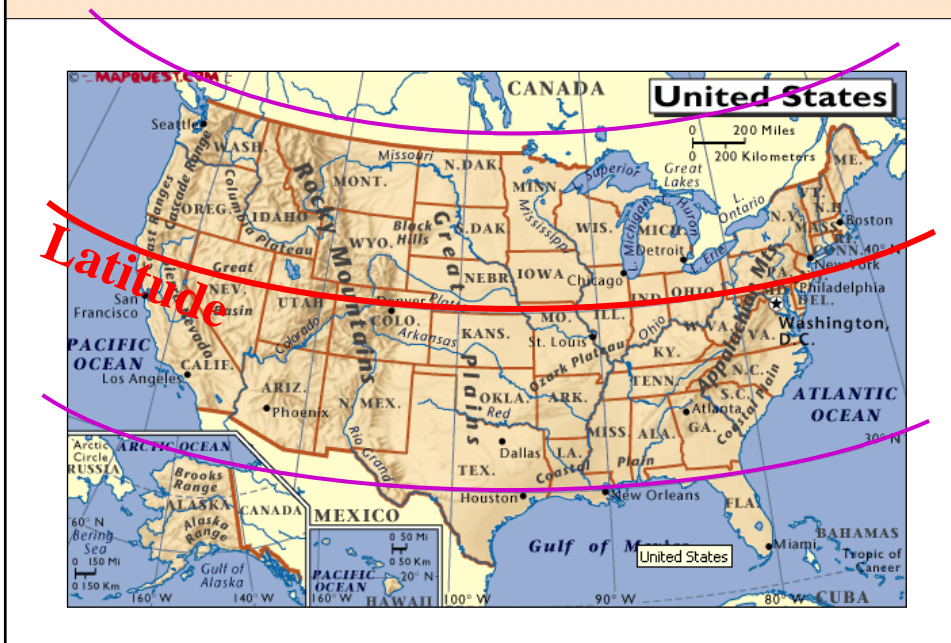 © - MAPQUEST.COM
CANADA
United States
0 200 Miles
0 200 Kilometers
Seattle
WASH.
Missouri
N.DAK.
MONT.
MINN.
L. Superior
Great
Lakes
ME.
Coast Ranges
Cascade Range
Columbia Plateau
OREG.
IDAHO
Rocky Mountains
WYO.
Black
Hills
S.DAK
Great Plains
Mississippi
WIS.
L. Michigan
MICH.
L. Huron
L.
Ontario
L. Erie
VT.
N.H.
N.Y.
MASS.
Boston
R.I.
CONN.
40° N
New York
Detroit
Latitude
Great
Basin
NEV.
UTAH
NEBR
IOWA
Chicago
IND.
OHIO
PA.
Philadelphia
MD.
DEL.
San
Francisco
Sierra Nevada
Denver
COLO.
Colorado
Arkansas
KANS.
MO.
ILL.
St. Louis
Ohio
W.VA.
VA.
Washington,
D.C.
Appalachian Mts.
PACIFIC
OCEAN
CALIF.
Los Angeles
ARIZ.
Phoenix
N.MEX.
OKLA.
Red
ARK.
Ozark Plateau
KY.
TENN.
N.C.
S.C.
Atlanta
GA.
Coastal Plain
ATLANTIC
OCEAN
30° N
Rio Grand
TEX.
Dallas
LA.
MISS.
ALA.
Coastal Plain
Houston
New Orleans
FLA.
Miami
BAHAMAS
Tropic of
Cancer
CUBA
MEXICO
Gulf of
United States
Arctic
Circle
ARCTIC OCEAN
RUSSIA
Brooks
Range
ALASKA
Alaska
Range
CANADA
60° N
Bering
Sea
0 150 Mi
0 150 Km
Gulf of
Alaska
160° W
140° W
0 50 Mi
0 50 Km
PACIFIC
OCEAN
20° N
HAWAII
160° W
100° W
90° W
80° W